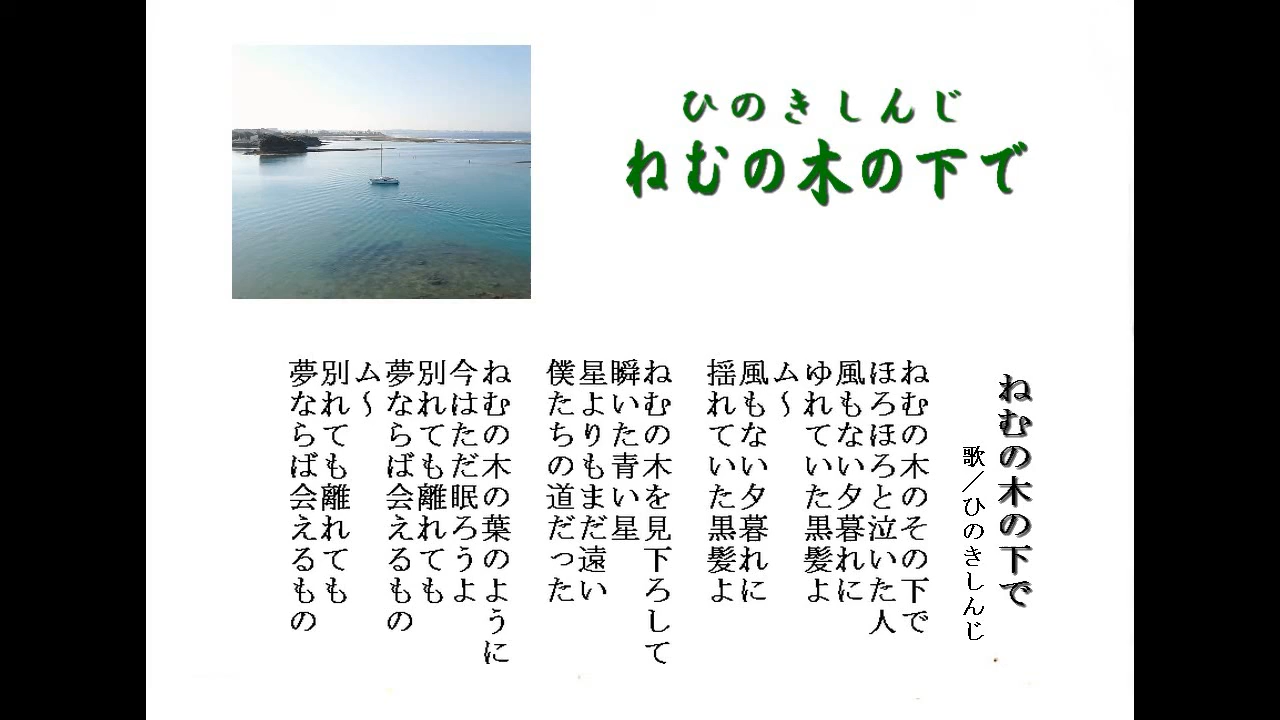 ひのきしんじ
ねむの木の下で
ねむの木の下で
歌／ひのきしんじ
ねむの木のその下で
ほろほろと泣いた人
風もない夕暮れに
ゆれていた黒髪よ
ム～
風もない夕暮れに
揺れていた黒髪よ
ねむの木を見下ろして
瞬いた青い星
星よりもまだ遠い
僕たちの道だった
ねむの木の葉のように
今はただ眠ろうよ
別れても離れても
夢ならば会えるもの
ム～
別れても離れても
夢ならば会えるもの